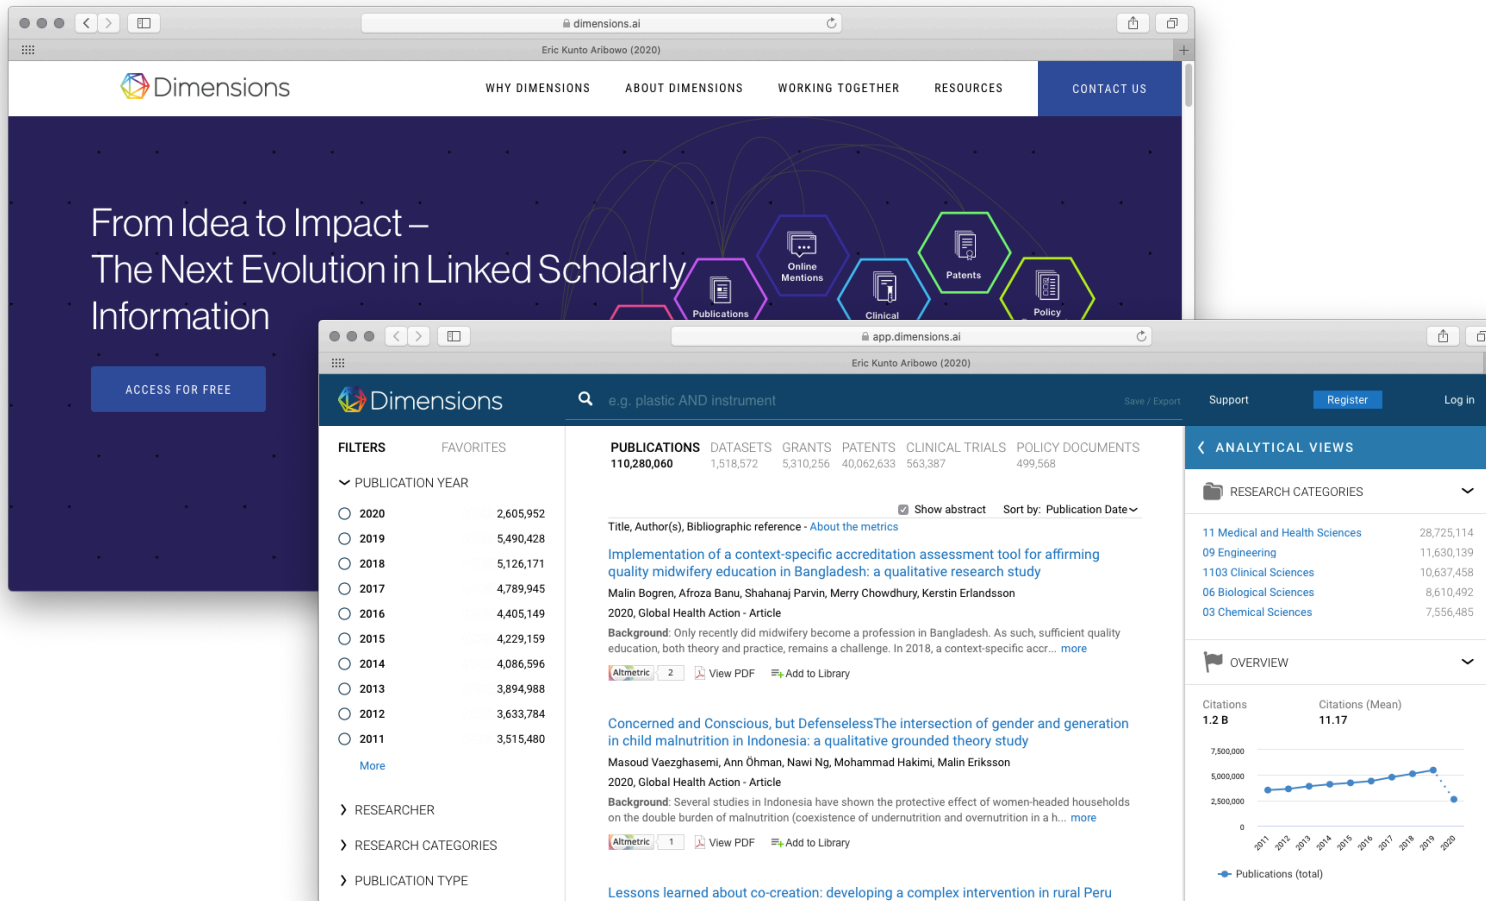 dimensions.ai
Eric Kunto Aribowo (2020)
Dimensions
WHY DIMENSIONS
ABOUT DIMENSIONS
WORKING TOGETHER
RESOURCES
CONTACT US
From Idea to Impact –
The Next Evolution in Linked Scholarly
Information
ACCESS FOR FREE
Publications
Online
Mentions
Clinical
Patents
Policy
app.dimensions.ai
Eric Kunto Aribowo (2020)
Dimensions
e.g. plastic AND instrument
Save / Export
Support
Register
Log in
FILTERS
FAVORITES
PUBLICATION YEAR
2020 2,605,952
2019 5,490,428
2018 5,126,171
2017 4,789,945
2016 4,405,149
2015 4,229,159
2014 4,086,596
2013 3,894,988
2012 3,633,784
2011 3,515,480
More
RESEARCHER
RESEARCH CATEGORIES
PUBLICATION TYPE
PUBLICATIONS DATASETS GRANTS PATENTS CLINICAL TRIALS POLICY DOCUMENTS
110,280,060 1,518,572 5,310,256 40,062,633 563,387 499,568
Show abstract Sort by: Publication Date
Title, Author(s), Bibliographic reference - About the metrics
Implementation of a context-specific accreditation assessment tool for affirming
quality midwifery education in Bangladesh: a qualitative research study
Malin Bogren, Afroza Banu, Shahanaj Parvin, Merry Chowdhury, Kerstin Erlandsson
2020, Global Health Action - Article
Background: Only recently did midwifery become a profession in Bangladesh. As such, sufficient quality
education, both theory and practice, remains a challenge. In 2018, a context-specific accr... more
Altmetric 2 View PDF Add to Library
Concerned and Conscious, but DefenselessThe intersection of gender and generation
in child malnutrition in Indonesia: a qualitative grounded theory study
Masoud Vaezghasemi, Ann Öhman, Nawi Ng, Mohammad Hakimi, Malin Eriksson
2020, Global Health Action - Article
Background: Several studies in Indonesia have shown the protective effect of women-headed households
on the double burden of malnutrition (coexistence of undernutrition and overnutrition in a h... more
Altmetric 1 View PDF Add to Library
Lessons learned about co-creation: developing a complex intervention in rural Peru
ANALYTICAL VIEWS
RESEARCH CATEGORIES
11 Medical and Health Sciences 28,725,114
09 Engineering 11,630,139
1103 Clinical Sciences 10,637,458
06 Biological Sciences 8,610,492
03 Chemical Sciences 7,556,485
OVERVIEW
Citations Citations (Mean)
1.2 B 11.17
7,500,000
5,000,000
2,500,000
0
2011 2012 2013 2014 2015 2016 2017 2018 2019 2020
Publications (total)